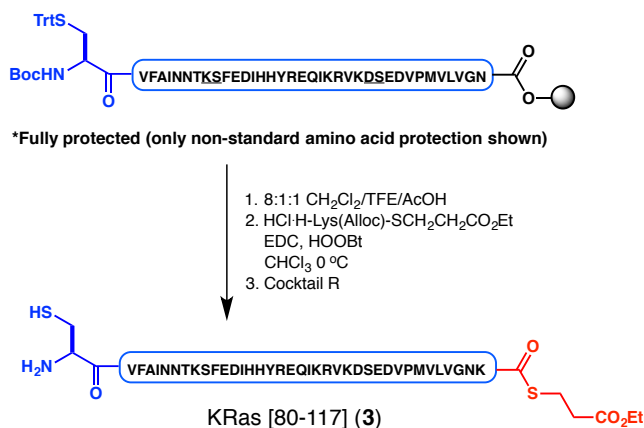 TrtS
BocHN
O
VFAINNTKSFEDIHHYREQIKRVKDSEDVPMVLVGN
O
O
*Fully protected (only non-standard amino acid protection shown)
1. 8:1:1 CH₂Cl₂/TFE/AcOH
2. HCl·H-Lys(Alloc)-SCH₂CH₂CO₂Et
EDC, HOOBt
CHCl₃ 0 ºC
3. Cocktail R
HS
H₂N
O
VFAINNTKSFEDIHHYREQIKRVKDSEDVPMVLVGNK
O
S
CO₂Et
KRas [80-117] (3)